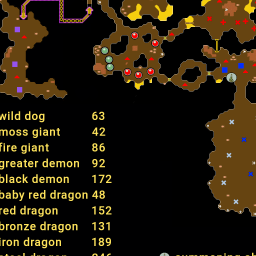 wild dog 63
moss giant 42
fire giant 86
greater demon 92
black demon 172
baby red dragon 48
red dragon 152
bronze dragon 131
iron dragon 189